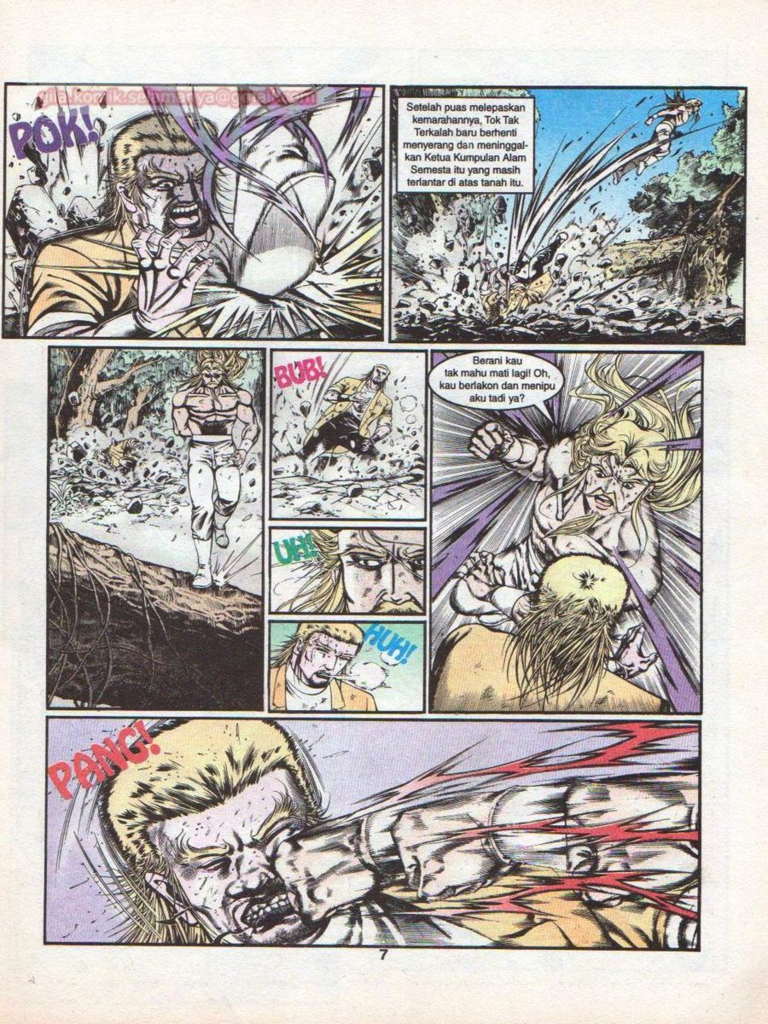 POK!
Setelah puas melepaskan
kemarahannya, Tok Tak
Terkalah baru berhenti
menyerang dan meninggal-
kan Ketua Kumpulan Alam
Semesta itu yang masih
terlantar di atas tanah itu.
BUB!
UH!
HUH!
Berani kau
tak mahu mati lagi! Oh,
kau berlakon dan menipu
aku tadi ya?
PANG!
7